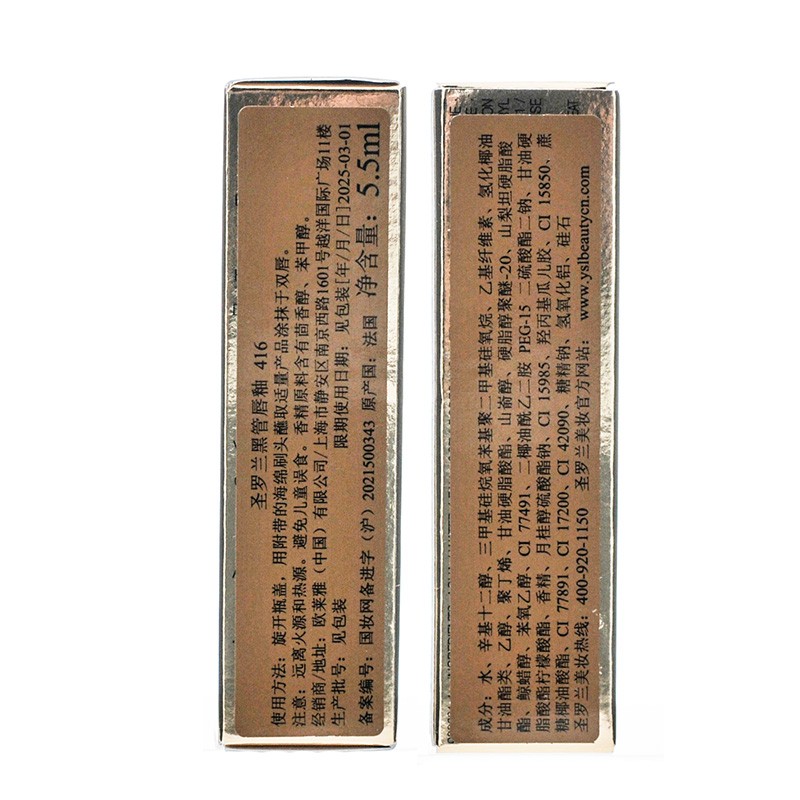 圣罗兰黑管唇釉 416
使用方法：旋开瓶盖，用附带的海绵刷头蘸取适量产品涂抹于双唇。
注意：远离火源和热源。避免儿童误食。香精原料含有茴香醇、苯甲醇。
经销商/地址：欧莱雅（中国）有限公司/上海市静安区南京西路1601号越洋国际广场11楼
生产批号：见包装 限期使用日期：见包装[年/月/日]2025-03-01
备案编号：国妆网备进字（沪）2021500343 原产国：法国 净含量：5.5ml
成分：水、辛基十二醇、三甲基硅烷氧苯基聚二甲基硅氧烷、乙基纤维素、氢化椰油
甘油酯类、乙醇、聚丁烯、甘油硬脂酸酯、山嵛醇、硬脂醇聚醚-20、山梨坦硬脂酸
酯、鲸蜡醇、苯氧乙醇、CI 77491、二椰油酰乙二胺 PEG-15 二硫酸酯二钠、甘油硬
脂酸酯柠檬酸酯、香精、月桂醇硫酸酯钠、CI 15985、羟丙基瓜儿胶、CI 15850、蔗
糖椰油酸酯、CI 77891、CI 17200、CI 42090、糖精钠、氢氧化铝、硅石
圣罗兰美妆热线：400-920-1150 圣罗兰美妆官方网站：www.yslbeautycn.com